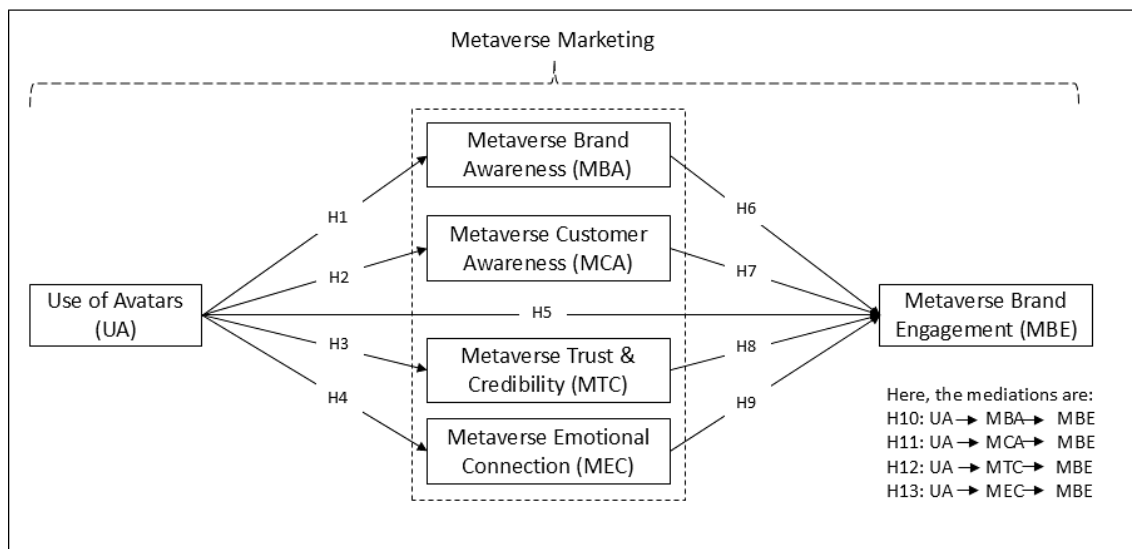 Metaverse Marketing
Metaverse Brand
Awareness (MBA)
H1
H6
Metaverse Customer
Awareness (MCA)
H2
H7
Use of Avatars
(UA)
H5
Metaverse Brand
Engagement (MBE)
H3
H8
Metaverse Trust &
Credibility (MTC)
H4
H9
Metaverse Emotional
Connection (MEC)
Here, the mediations are:
H10: UA → MBA → MBE
H11: UA → MCA → MBE
H12: UA → MTC → MBE
H13: UA → MEC → MBE